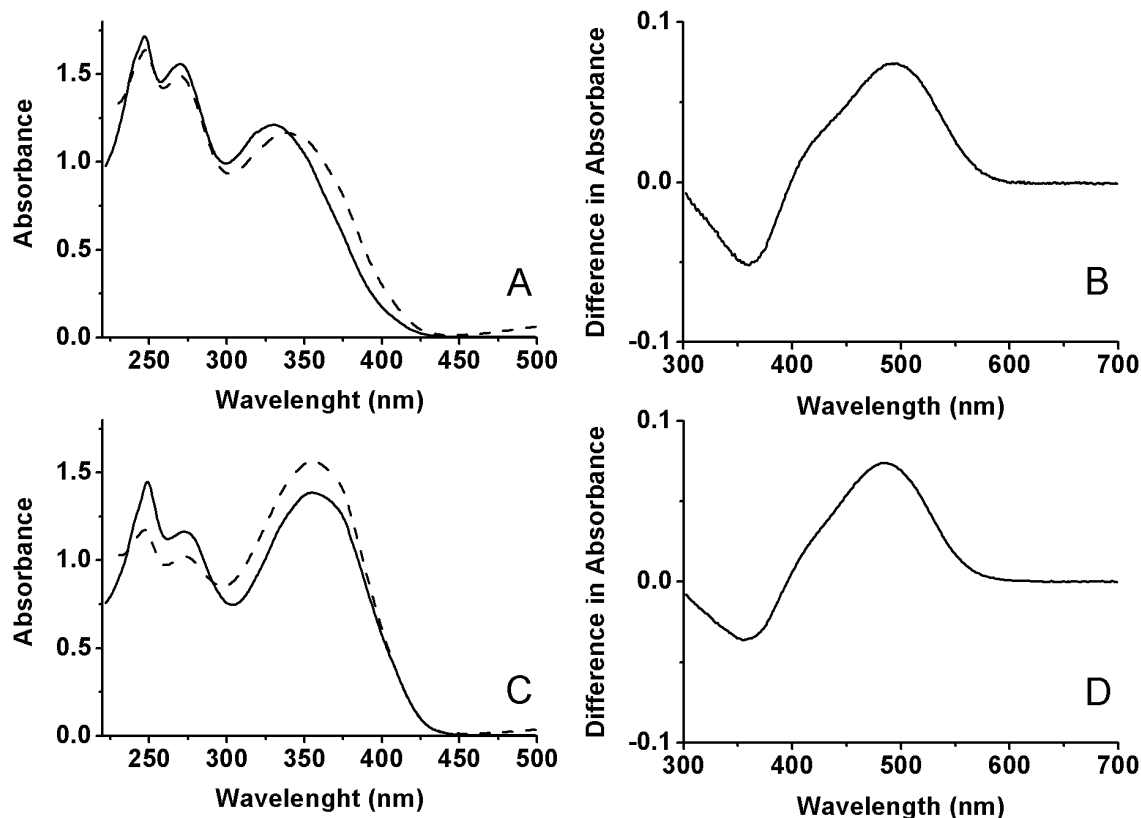 Absorbance
1.5
1.0
0.5
0.0
250 300 350 400 450 500
Wavelenght (nm)
A
Difference in Absorbance
0.1
0.0
-0.1
300 400 500 600 700
Wavelength (nm)
B
Absorbance
1.5
1.0
0.5
0.0
250 300 350 400 450 500
Wavelenght (nm)
C
Difference in Absorbance
0.1
0.0
-0.1
300 400 500 600 700
Wavelength (nm)
D